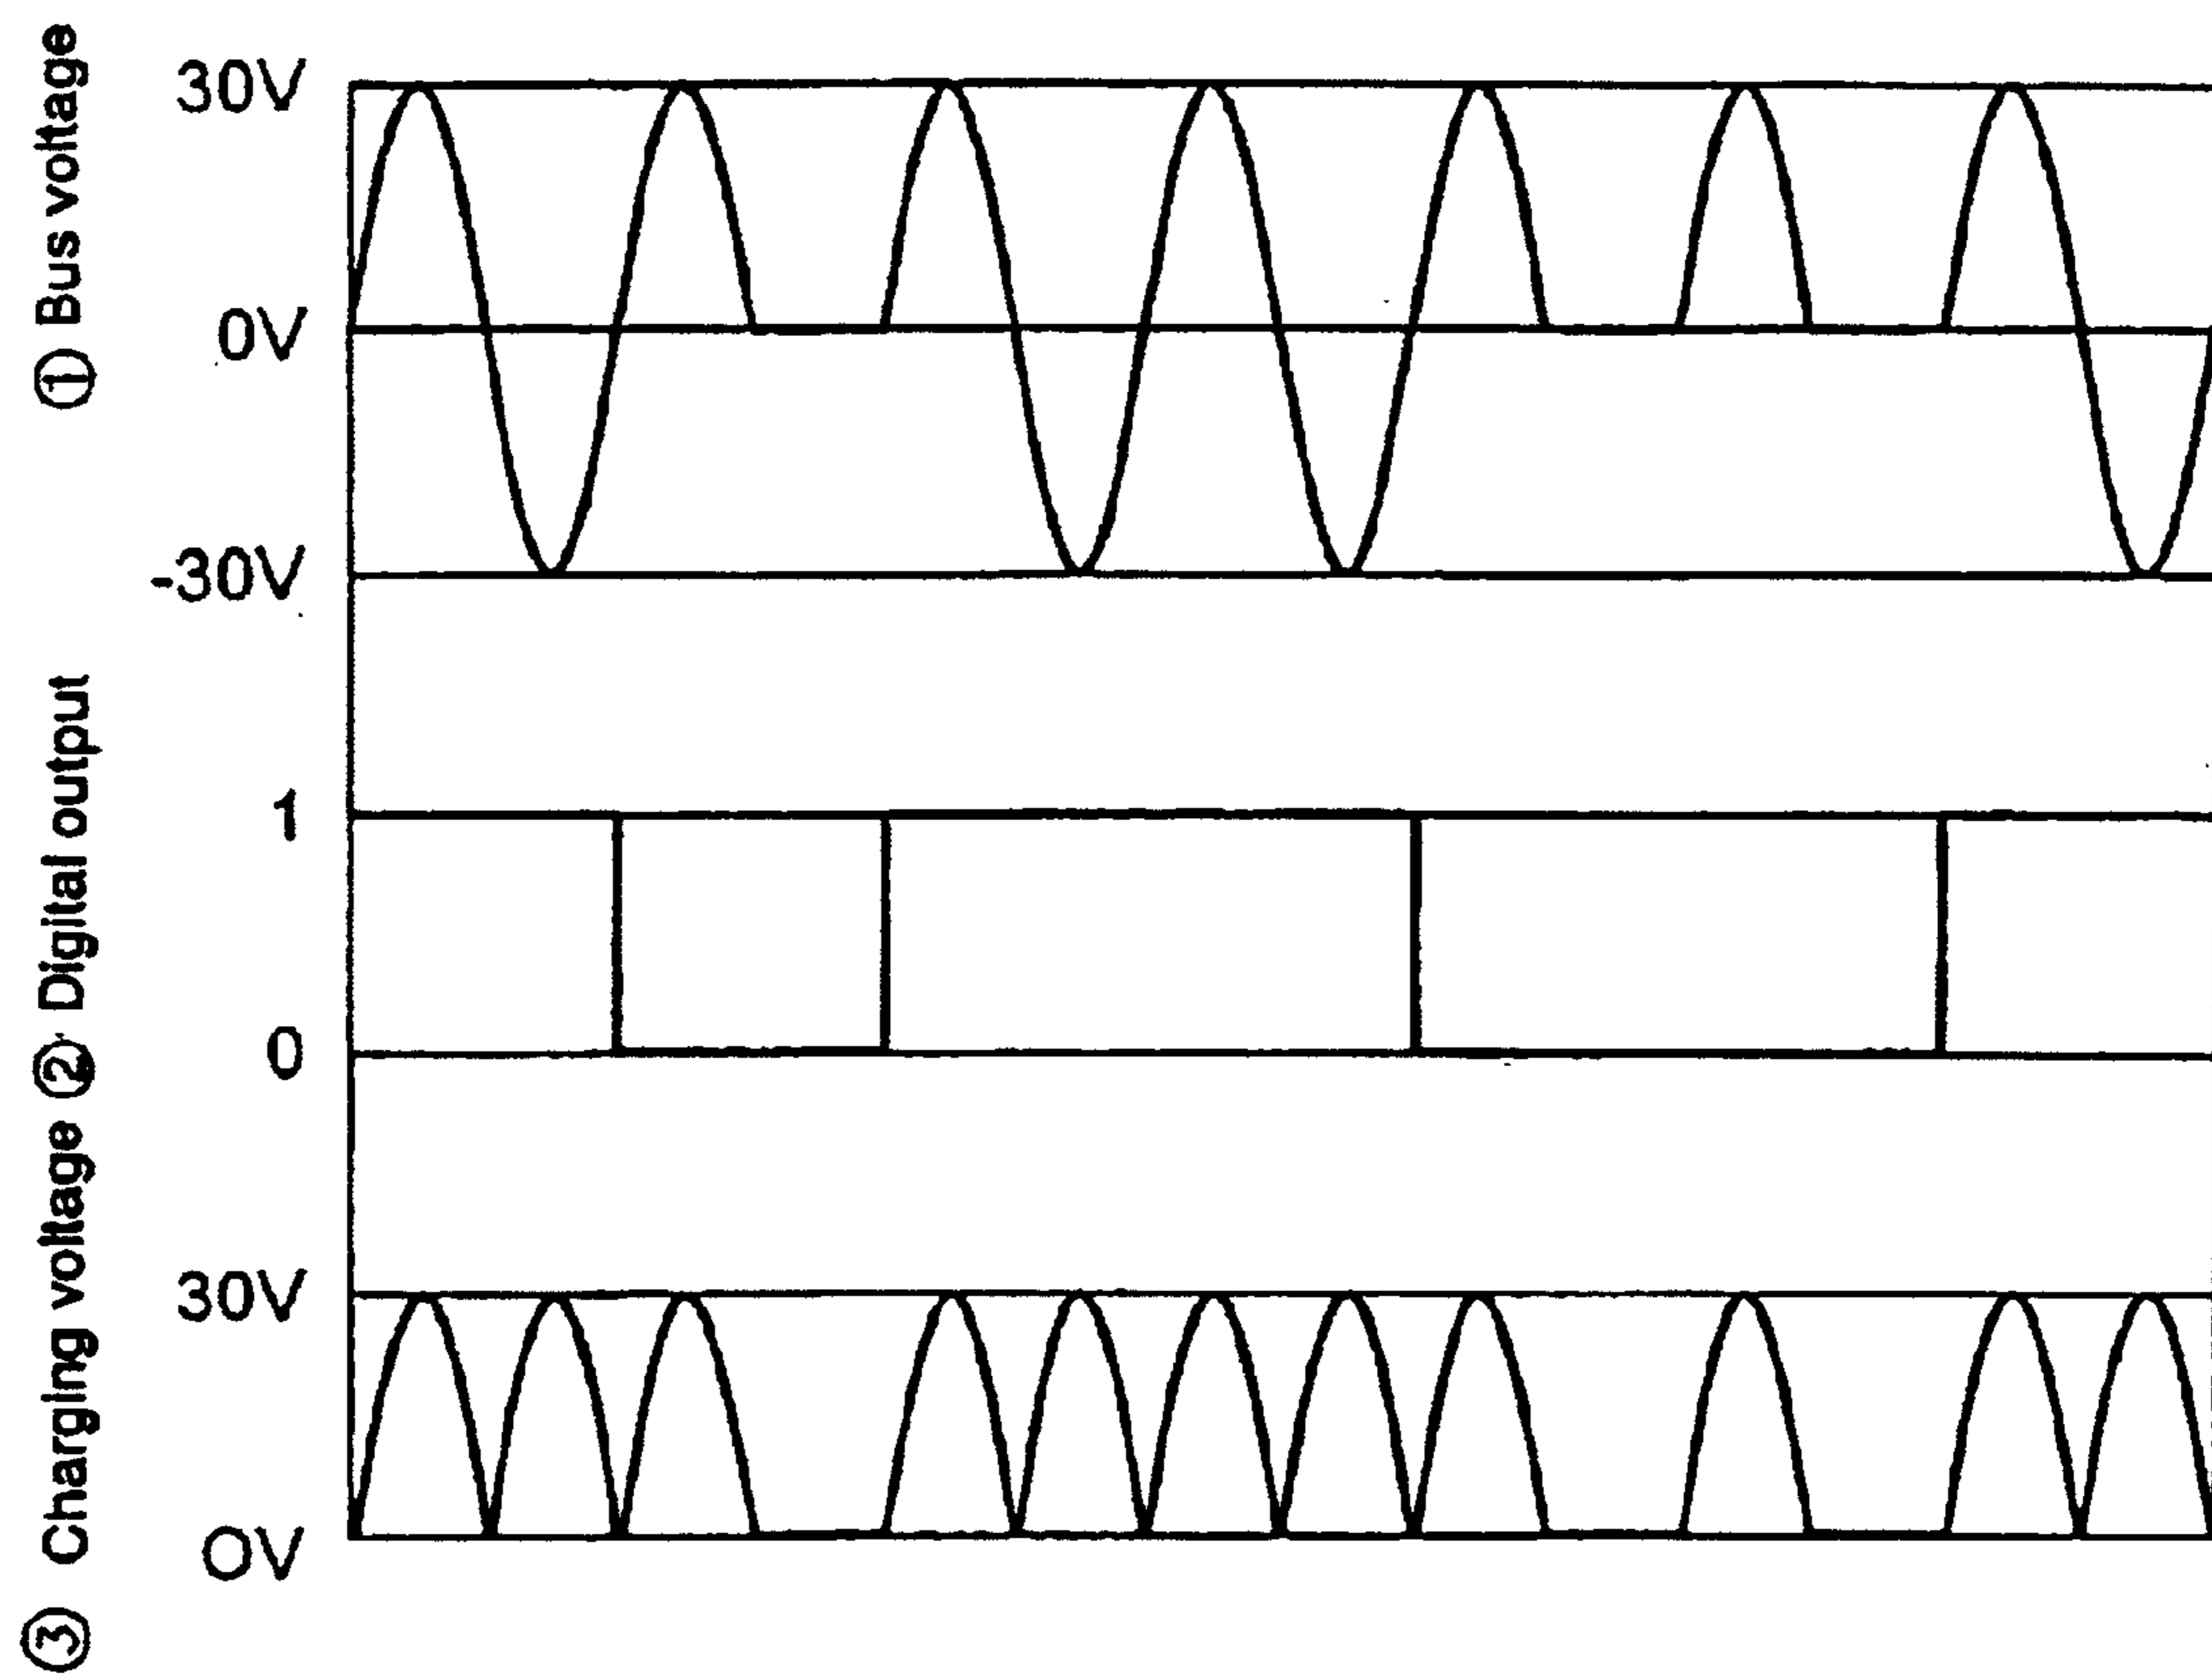 ① Bus voltage
30V
0V
-30V
② Digital output
1
0
③ Charging voltage
30V
0V